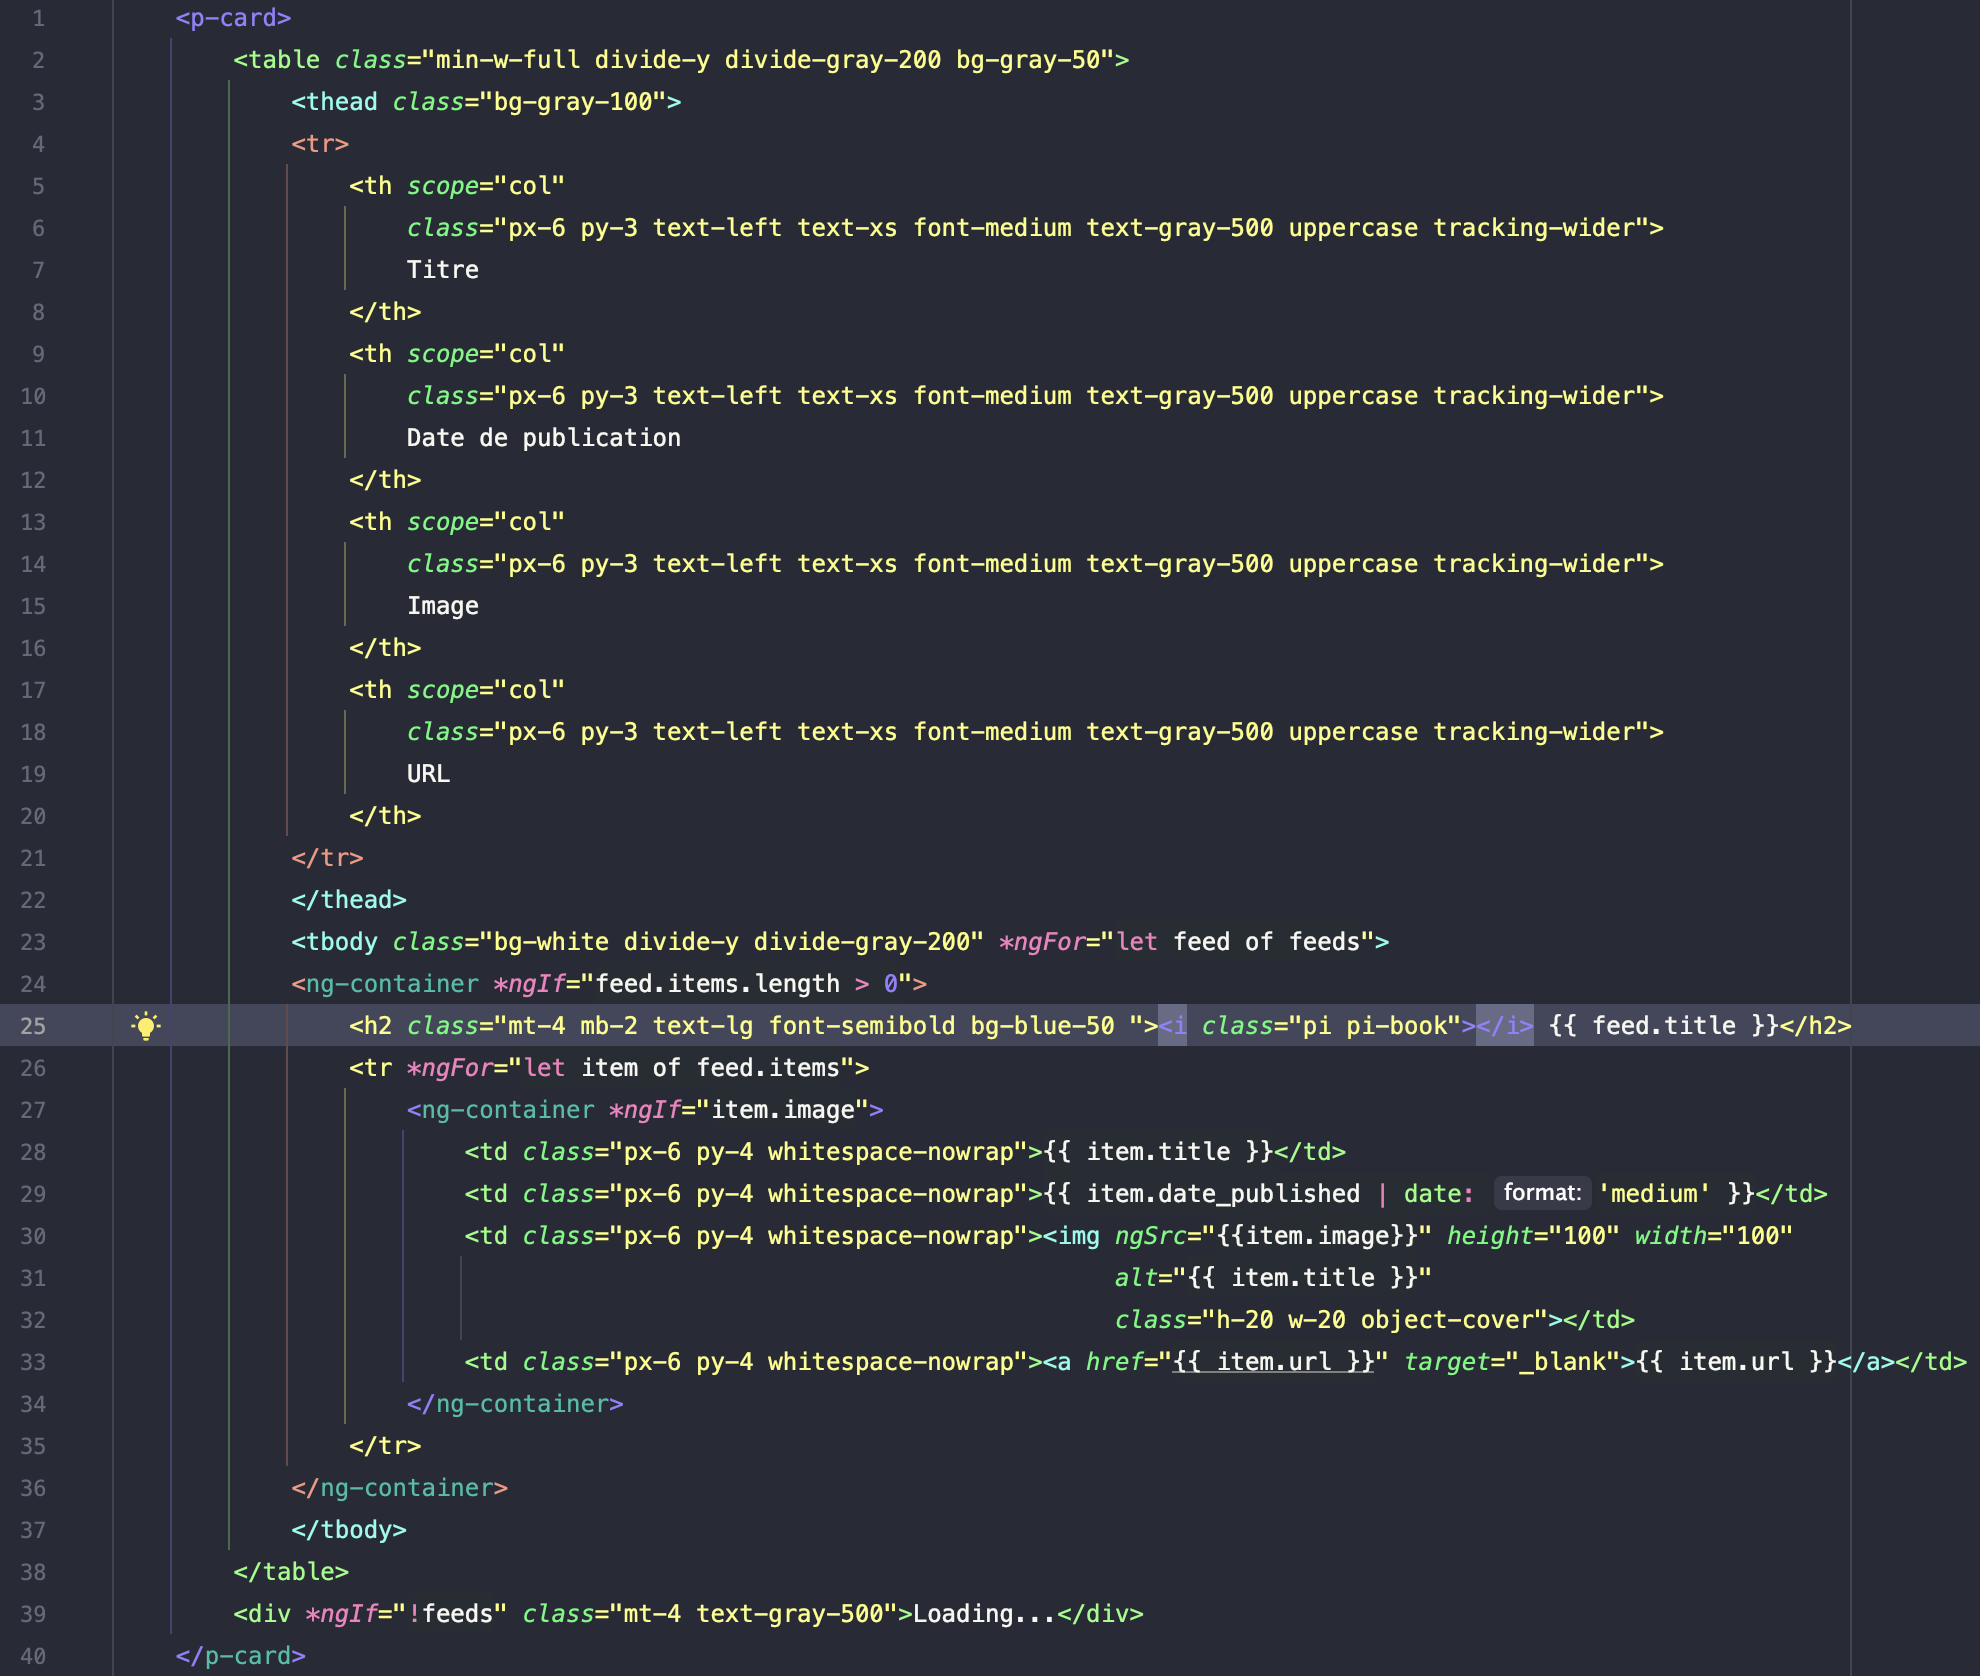 1 <p-card>
2 <table class="min-w-full divide-y divide-gray-200 bg-gray-50">
3 <thead class="bg-gray-100">
4 <tr>
5 <th scope="col"
6 class="px-6 py-3 text-left text-xs font-medium text-gray-500 uppercase tracking-wider">
7 Titre
8 </th>
9 <th scope="col"
10 class="px-6 py-3 text-left text-xs font-medium text-gray-500 uppercase tracking-wider">
11 Date de publication
12 </th>
13 <th scope="col"
14 class="px-6 py-3 text-left text-xs font-medium text-gray-500 uppercase tracking-wider">
15 Image
16 </th>
17 <th scope="col"
18 class="px-6 py-3 text-left text-xs font-medium text-gray-500 uppercase tracking-wider">
19 URL
20 </th>
21 </tr>
22 </thead>
23 <tbody class="bg-white divide-y divide-gray-200" *ngFor="let feed of feeds">
24 <ng-container *ngIf="feed.items.length > 0">
25 <h2 class="mt-4 mb-2 text-lg font-semibold bg-blue-50 "><i class="pi pi-book"></i> {{ feed.title }}</h2>
26 <tr *ngFor="let item of feed.items">
27 <ng-container *ngIf="item.image">
28 <td class="px-6 py-4 whitespace-nowrap">{{ item.title }}</td>
29 <td class="px-6 py-4 whitespace-nowrap">{{ item.date_published | date: format: 'medium' }}</td>
30 <td class="px-6 py-4 whitespace-nowrap"><img ngSrc="{{item.image}}" height="100" width="100"
31 alt="{{ item.title }}"
32 class="h-20 w-20 object-cover"></td>
33 <td class="px-6 py-4 whitespace-nowrap"><a href="{{ item.url }}" target="_blank">{{ item.url }}</a></td>
34 </ng-container>
35 </tr>
36 </ng-container>
37 </tbody>
38 </table>
39 <div *ngIf="!feeds" class="mt-4 text-gray-500">Loading...</div>
40 </p-card>